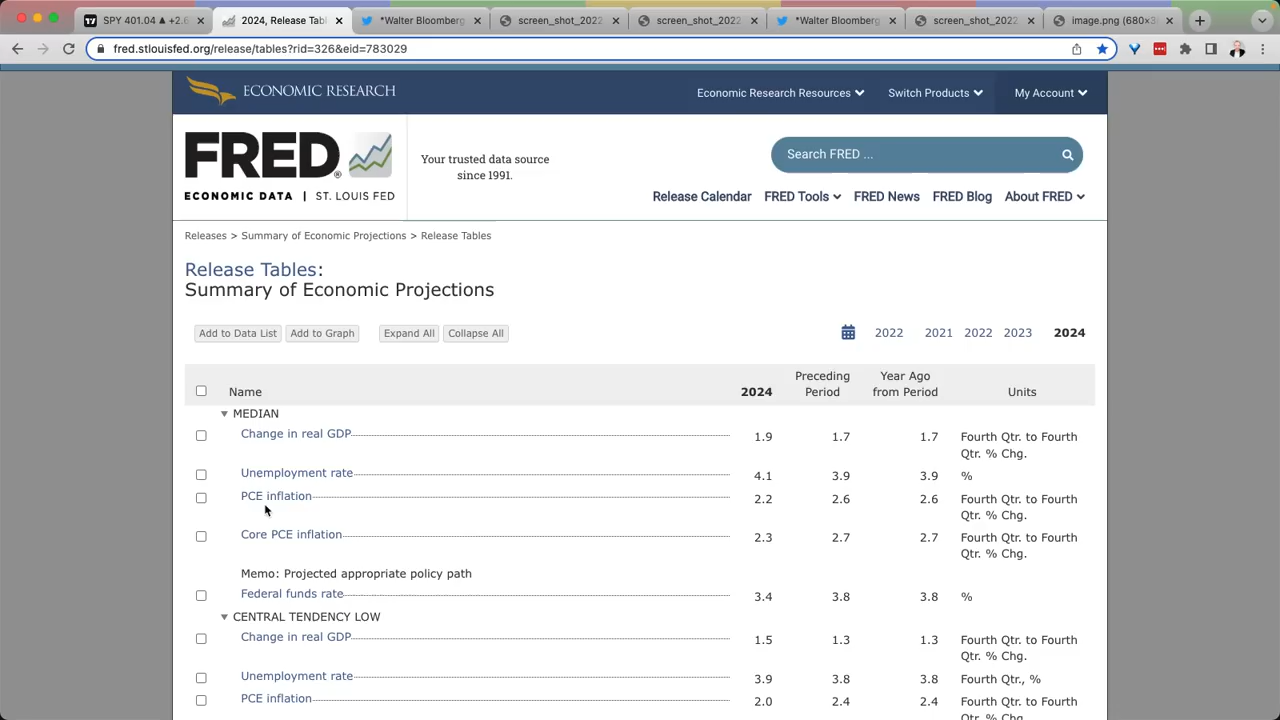 SPY 401.04 ▲ +2.6
2024, Release Tabl
*Walter Bloomberg
screen_shot_2022
screen_shot_2022
*Walter Bloomberg
screen_shot_2022
image.png (680×3
fred.stlouisfed.org/release/tables?rid=326&eid=783029
ECONOMIC RESEARCH
Economic Research Resources
Switch Products
My Account
FRED®
ECONOMIC DATA | ST. LOUIS FED
Your trusted data source
since 1991.
Search FRED ...
Release Calendar FRED Tools FRED News FRED Blog About FRED
Releases > Summary of Economic Projections > Release Tables
Release Tables:
Summary of Economic Projections
Add to Data List Add to Graph Expand All Collapse All
2022 2021 2022 2023 2024
Name 2024 Preceding Period Year Ago from Period Units
MEDIAN
Change in real GDP 1.9 1.7 1.7 Fourth Qtr. to Fourth
Qtr. % Chg.
Unemployment rate 4.1 3.9 3.9 %
PCE inflation 2.2 2.6 2.6 Fourth Qtr. to Fourth
Qtr. % Chg.
Core PCE inflation 2.3 2.7 2.7 Fourth Qtr. to Fourth
Qtr. % Chg.
Memo: Projected appropriate policy path
Federal funds rate 3.4 3.8 3.8 %
CENTRAL TENDENCY LOW
Change in real GDP 1.5 1.3 1.3 Fourth Qtr. to Fourth
Qtr. % Chg.
Unemployment rate 3.9 3.8 3.8 Fourth Qtr., %
PCE inflation 2.0 2.4 2.4 Fourth Qtr. to Fourth
Qtr. % Chg.